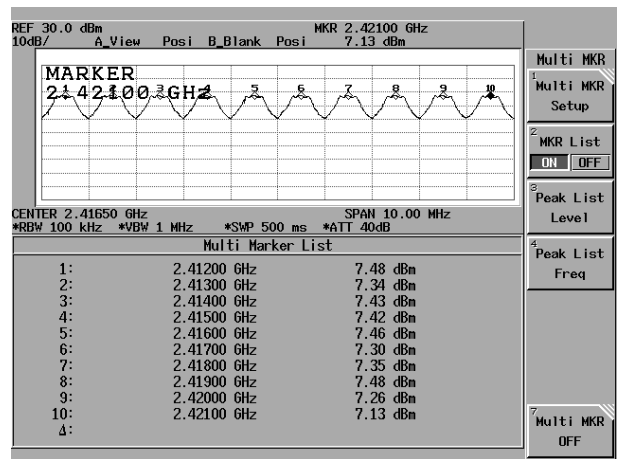 REF 30.0 dBm MKR 2.42100 GHz
10dB/ A_View Posi B_Blank Posi 7.13 dBm
MARKER
2.42100 GHz
1 2 3 4 5 6 7 8 9 10
CENTER 2.41650 GHz SPAN 10.00 MHz
*RBW 100 kHz *VBW 1 MHz *SWP 500 ms *ATT 40dB
Multi Marker List
1: 2.41200 GHz 7.48 dBm
2: 2.41300 GHz 7.34 dBm
3: 2.41400 GHz 7.43 dBm
4: 2.41500 GHz 7.42 dBm
5: 2.41600 GHz 7.46 dBm
6: 2.41700 GHz 7.30 dBm
7: 2.41800 GHz 7.35 dBm
8: 2.41900 GHz 7.48 dBm
9: 2.42000 GHz 7.26 dBm
10: 2.42100 GHz 7.13 dBm
Δ:
Multi MKR
1
Multi MKR
Setup
2
MKR List
ON OFF
3
Peak List
Level
4
Peak List
Freq
7
Multi MKR
OFF